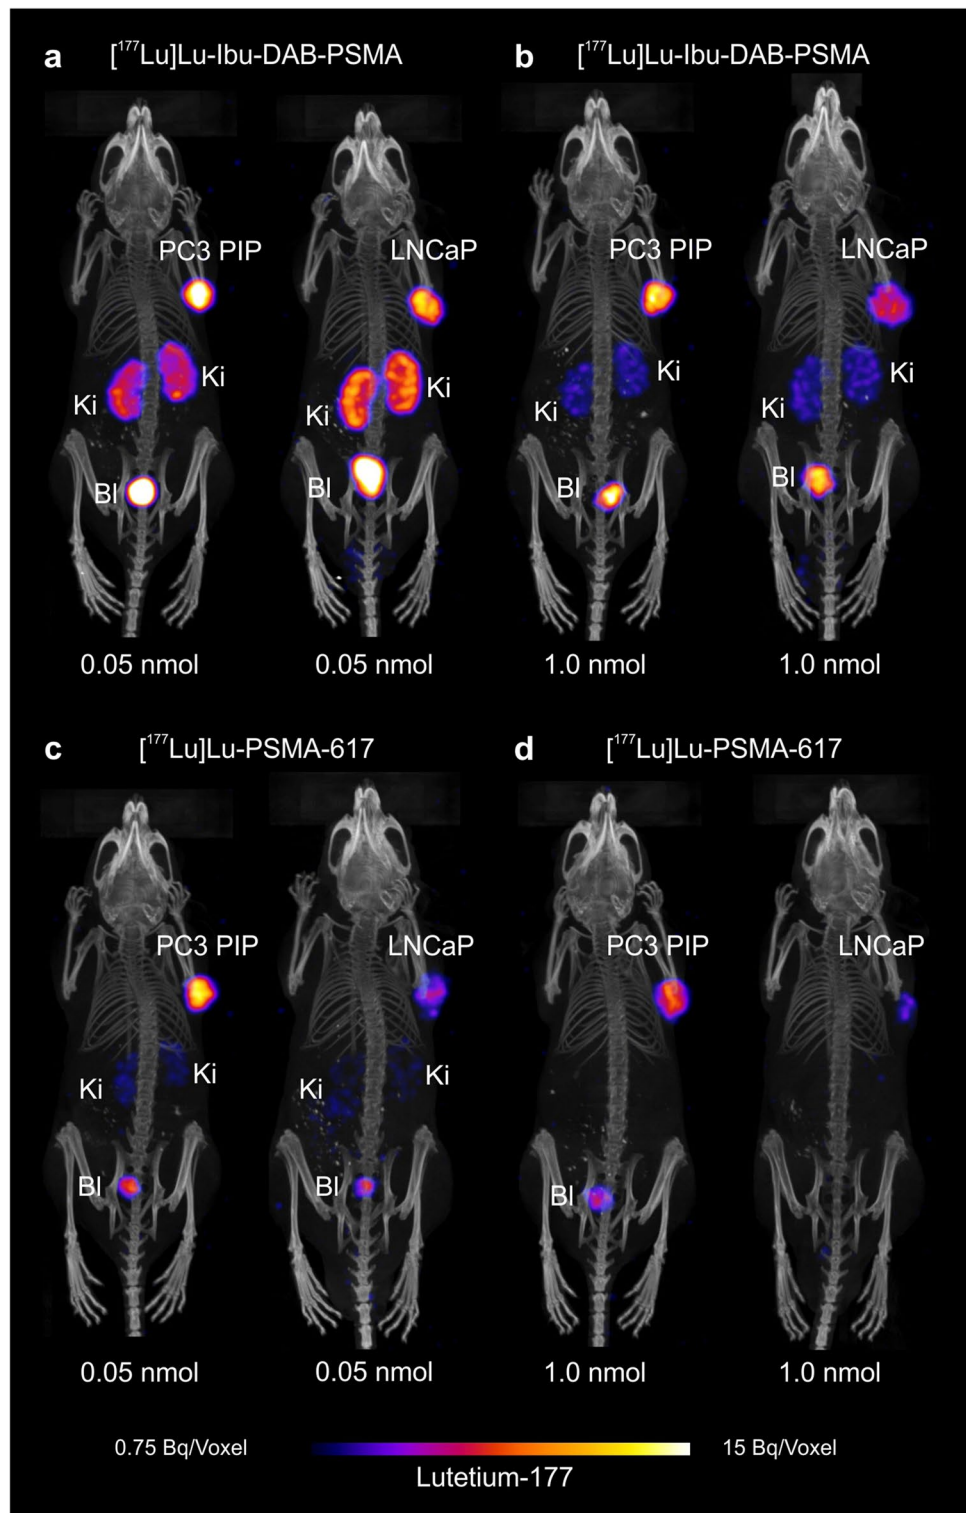 a [¹⁷⁷Lu]Lu-Ibu-DAB-PSMA
b [¹⁷⁷Lu]Lu-Ibu-DAB-PSMA
PC3 PIP
LNCaP
PC3 PIP
LNCaP
Ki
Ki
Ki
Ki
Ki
Ki
Ki
Ki
Bl
Bl
Bl
Bl
0.05 nmol
0.05 nmol
1.0 nmol
1.0 nmol
c [¹⁷⁷Lu]Lu-PSMA-617
d [¹⁷⁷Lu]Lu-PSMA-617
PC3 PIP
LNCaP
PC3 PIP
LNCaP
Ki
Ki
Ki
Ki
Bl
Bl
Bl
0.05 nmol
0.05 nmol
1.0 nmol
1.0 nmol
0.75 Bq/Voxel
15 Bq/Voxel
Lutetium-177